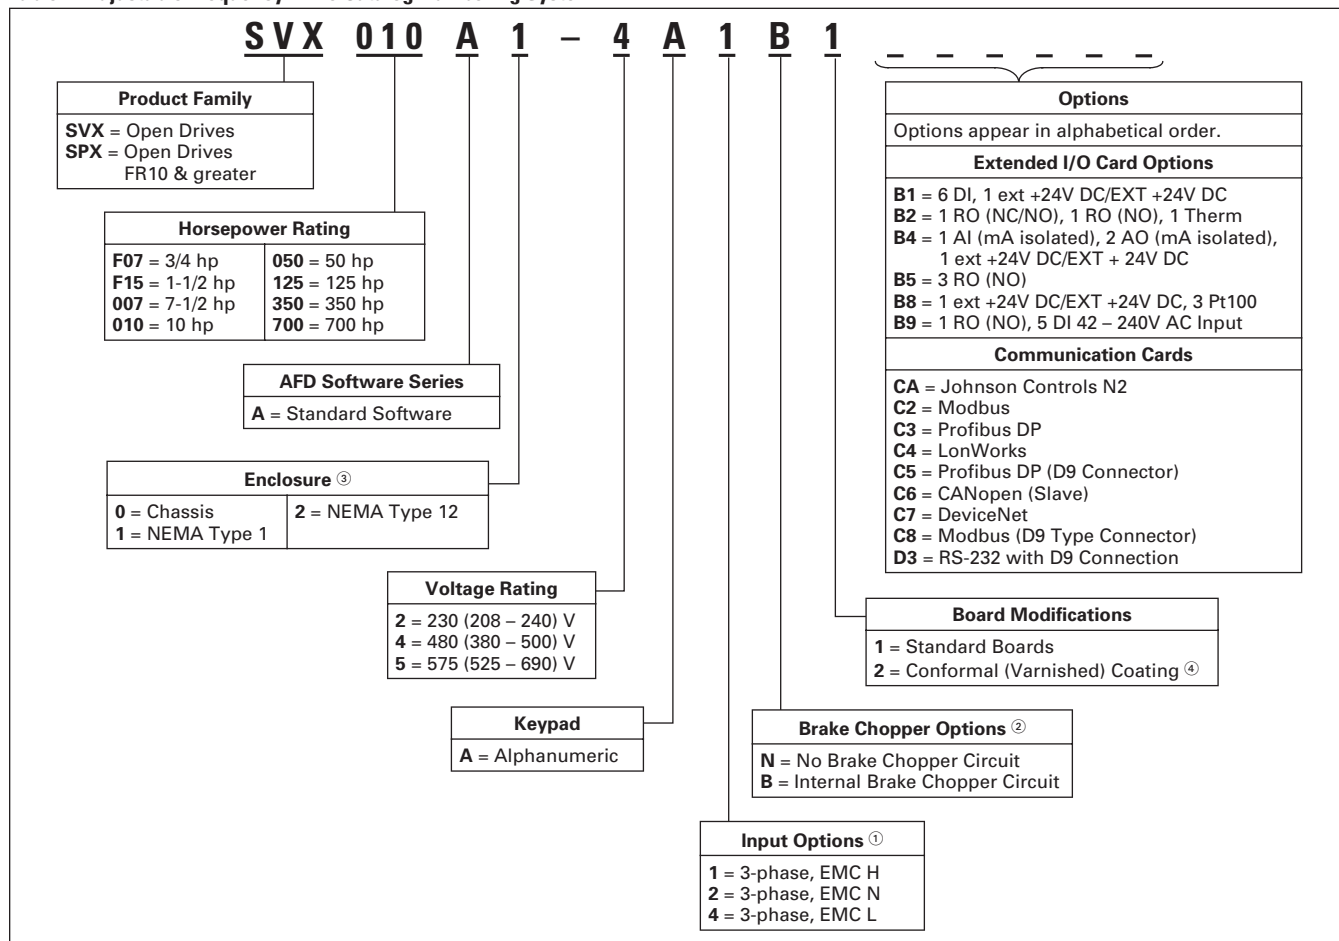 SVX 010 A 1 – 4 A 1 B 1 _ _ _ _ _ _
Product Family
SVX = Open Drives
SPX = Open Drives
FR10 & greater
Horsepower Rating
F07 = 3/4 hp
F15 = 1-1/2 hp
007 = 7-1/2 hp
010 = 10 hp
050 = 50 hp
125 = 125 hp
350 = 350 hp
700 = 700 hp
AFD Software Series
A = Standard Software
Enclosure ③
0 = Chassis
1 = NEMA Type 1
2 = NEMA Type 12
Voltage Rating
2 = 230 (208 – 240) V
4 = 480 (380 – 500) V
5 = 575 (525 – 690) V
Keypad
A = Alphanumeric
Input Options ①
1 = 3-phase, EMC H
2 = 3-phase, EMC N
4 = 3-phase, EMC L
Brake Chopper Options ②
N = No Brake Chopper Circuit
B = Internal Brake Chopper Circuit
Board Modifications
1 = Standard Boards
2 = Conformal (Varnished) Coating ④
Options
Options appear in alphabetical order.
Extended I/O Card Options
B1 = 6 DI, 1 ext +24V DC/EXT +24V DC
B2 = 1 RO (NC/NO), 1 RO (NO), 1 Therm
B4 = 1 AI (mA isolated), 2 AO (mA isolated),
1 ext +24V DC/EXT + 24V DC
B5 = 3 RO (NO)
B8 = 1 ext +24V DC/EXT +24V DC, 3 Pt100
B9 = 1 RO (NO), 5 DI 42 – 240V AC Input
Communication Cards
CA = Johnson Controls N2
C2 = Modbus
C3 = Profibus DP
C4 = LonWorks
C5 = Profibus DP (D9 Connector)
C6 = CANopen (Slave)
C7 = DeviceNet
C8 = Modbus (D9 Type Connector)
D3 = RS-232 with D9 Connection